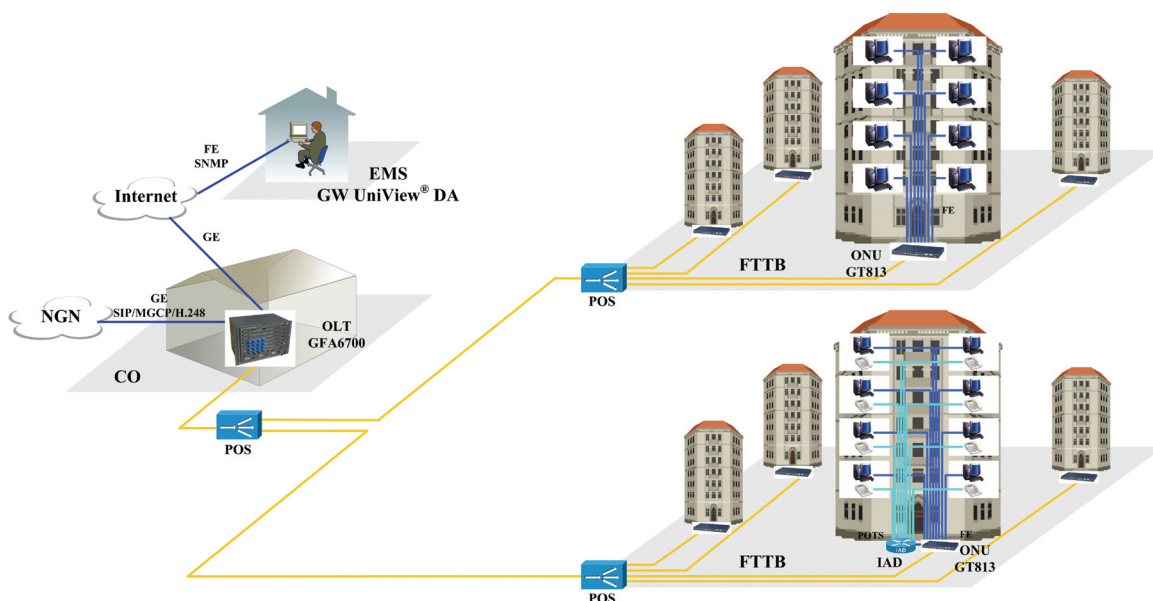 FE
SNMP
Internet
EMS
GW UniView® DA
GE
NGN
GE
SIP/MGCP/H.248
OLT
GFA6700
CO
POS
POS
FTTB
FE
ONU
GT813
POS
FTTB
POTS
IAD
IAD
FE
ONU
GT813